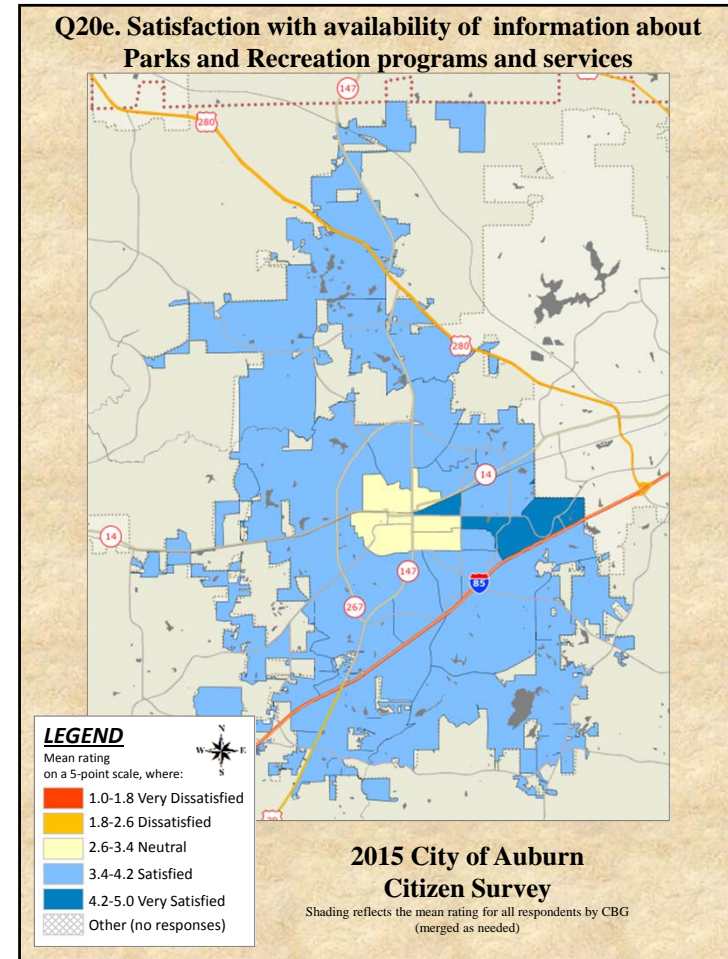 Q20e. Satisfaction with availability of information about
Parks and Recreation programs and services
147
280
280
14
14
147
85
267
LEGEND
Mean rating
on a 5-point scale, where:
N
W E
S
1.0-1.8 Very Dissatisfied
1.8-2.6 Dissatisfied
2.6-3.4 Neutral
3.4-4.2 Satisfied
4.2-5.0 Very Satisfied
Other (no responses)
2015 City of Auburn
Citizen Survey
Shading reflects the mean rating for all respondents by CBG
(merged as needed)